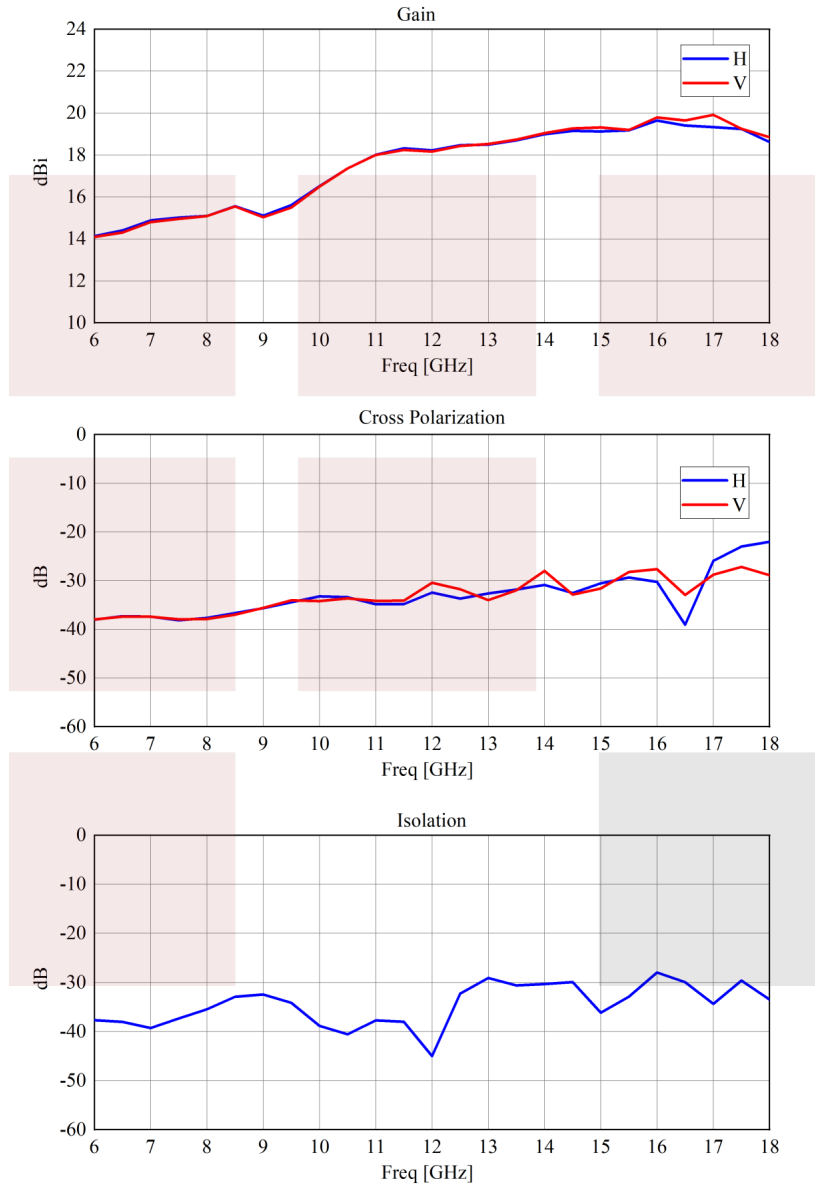 Gain
24
22
20
18
16
14
12
10
dBi
H
V
6 7 8 9 10 11 12 13 14 15 16 17 18
Freq [GHz]
Cross Polarization
0
-10
-20
-30
-40
-50
-60
dB
H
V
6 7 8 9 10 11 12 13 14 15 16 17 18
Freq [GHz]
Isolation
0
-10
-20
-30
-40
-50
-60
dB
6 7 8 9 10 11 12 13 14 15 16 17 18
Freq [GHz]